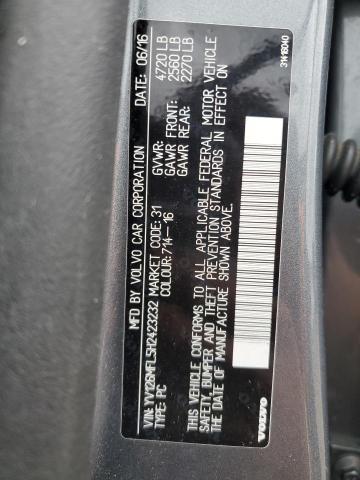 MFD BY VOLVO CAR CORPORATION DATE: 06/16
GVWR: 4720 LB
GAWR FRONT: 2560 LB
GAWR REAR: 2270 LB
VIN: YV126MFL5H2423232 MARKET CODE: 31
TYPE: PC COLOUR: 714-16
THIS VEHICLE CONFORMS TO ALL APPLICABLE FEDERAL MOTOR VEHICLE
SAFETY, BUMPER AND THEFT PREVENTION STANDARDS IN EFFECT ON
THE DATE OF MANUFACTURE SHOWN ABOVE.
VOLVO
31416040